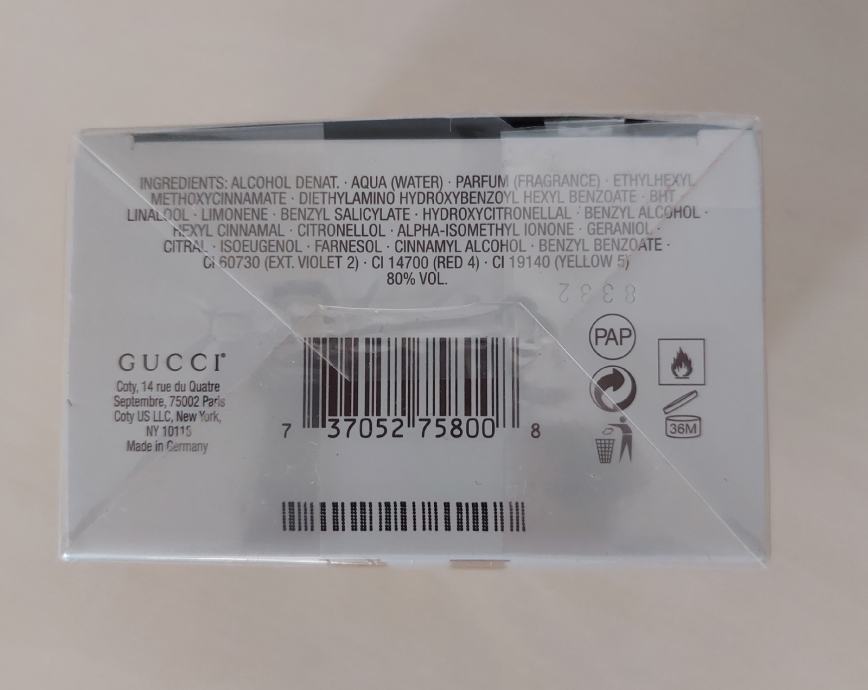 INGREDIENTS: ALCOHOL DENAT. · AQUA (WATER) · PARFUM (FRAGRANCE) · ETHYLHEXYL
METHOXYCINNAMATE · DIETHYLAMINO HYDROXYBENZOYL HEXYL BENZOATE · BHT
LINALOOL · LIMONENE · BENZYL SALICYLATE · HYDROXYCITRONELLAL · BENZYL ALCOHOL ·
HEXYL CINNAMAL · CITRONELLOL · ALPHA-ISOMETHYL IONONE · GERANIOL ·
CITRAL · ISOEUGENOL · FARNESOL · CINNAMYL ALCOHOL · BENZYL BENZOATE ·
CI 60730 (EXT. VIOLET 2) · CI 14700 (RED 4) · CI 19140 (YELLOW 5)
80% VOL.
8332
PAP
GUCCI®
Coty, 14 rue du Quatre
Septembre, 75002 Paris
Coty US LLC, New York,
NY 10118
Made in Germany
7 37052 75800 8
36M